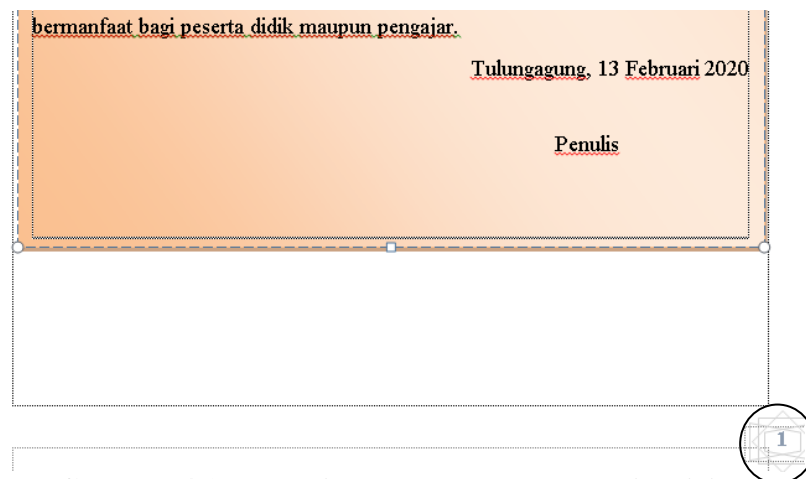 bermanfaat bagi peserta didik maupun pengajar.
Tulungagung, 13 Februari 2020
Penulis
1